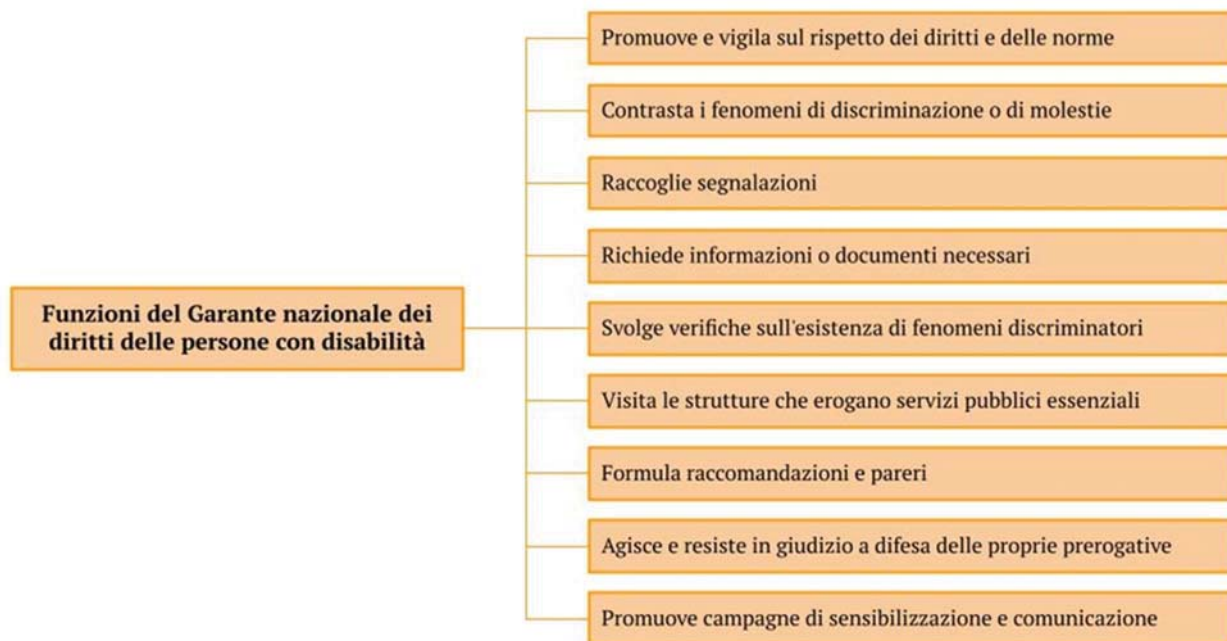 Promuove e vigila sul rispetto dei diritti e delle norme
Contrasta i fenomeni di discriminazione o di molestie
Raccoglie segnalazioni
Richiede informazioni o documenti necessari
Funzioni del Garante nazionale dei
diritti delle persone con disabilità
Svolge verifiche sull'esistenza di fenomeni discriminatori
Visita le strutture che erogano servizi pubblici essenziali
Formula raccomandazioni e pareri
Agisce e resiste in giudizio a difesa delle proprie prerogative
Promuove campagne di sensibilizzazione e comunicazione